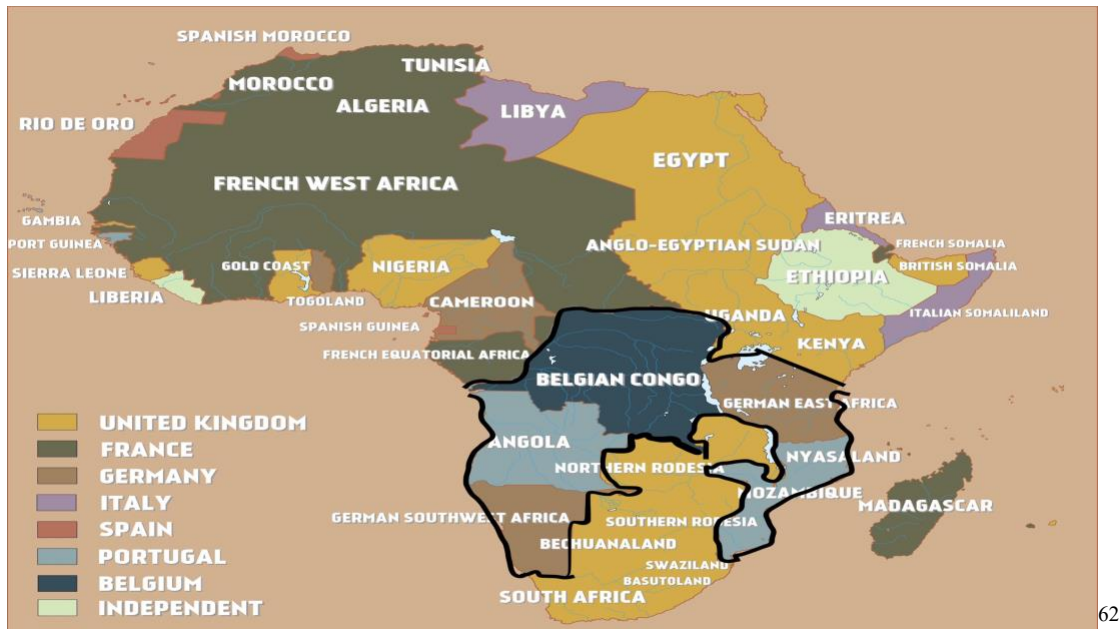 SPANISH MOROCCO
TUNISIA
MOROCCO
ALGERIA
LIBYA
RIO DE ORO
EGYPT
FRENCH WEST AFRICA
GAMBIA
ERITREA
PORT GUINEA
ANGLO-EGYPTIAN SUDAN
FRENCH SOMALIA
SIERRA LEONE
GOLD COAST
NIGERIA
ETHIOPIA
BRITISH SOMALIA
LIBERIA
TOGOLAND
CAMEROON
UGANDA
ITALIAN SOMALILAND
SPANISH GUINEA
KENYA
FRENCH EQUATORIAL AFRICA
BELGIAN CONGO
GERMAN EAST AFRICA
ANGOLA
NYASALAND
NORTHERN RODESIA
MOZAMBIQUE
MADAGASCAR
GERMAN SOUTHWEST AFRICA
SOUTHERN RODESIA
BECHUANALAND
SWAZILAND
BASUTOLAND
SOUTH AFRICA
UNITED KINGDOM
FRANCE
GERMANY
ITALY
SPAIN
PORTUGAL
BELGIUM
INDEPENDENT
62